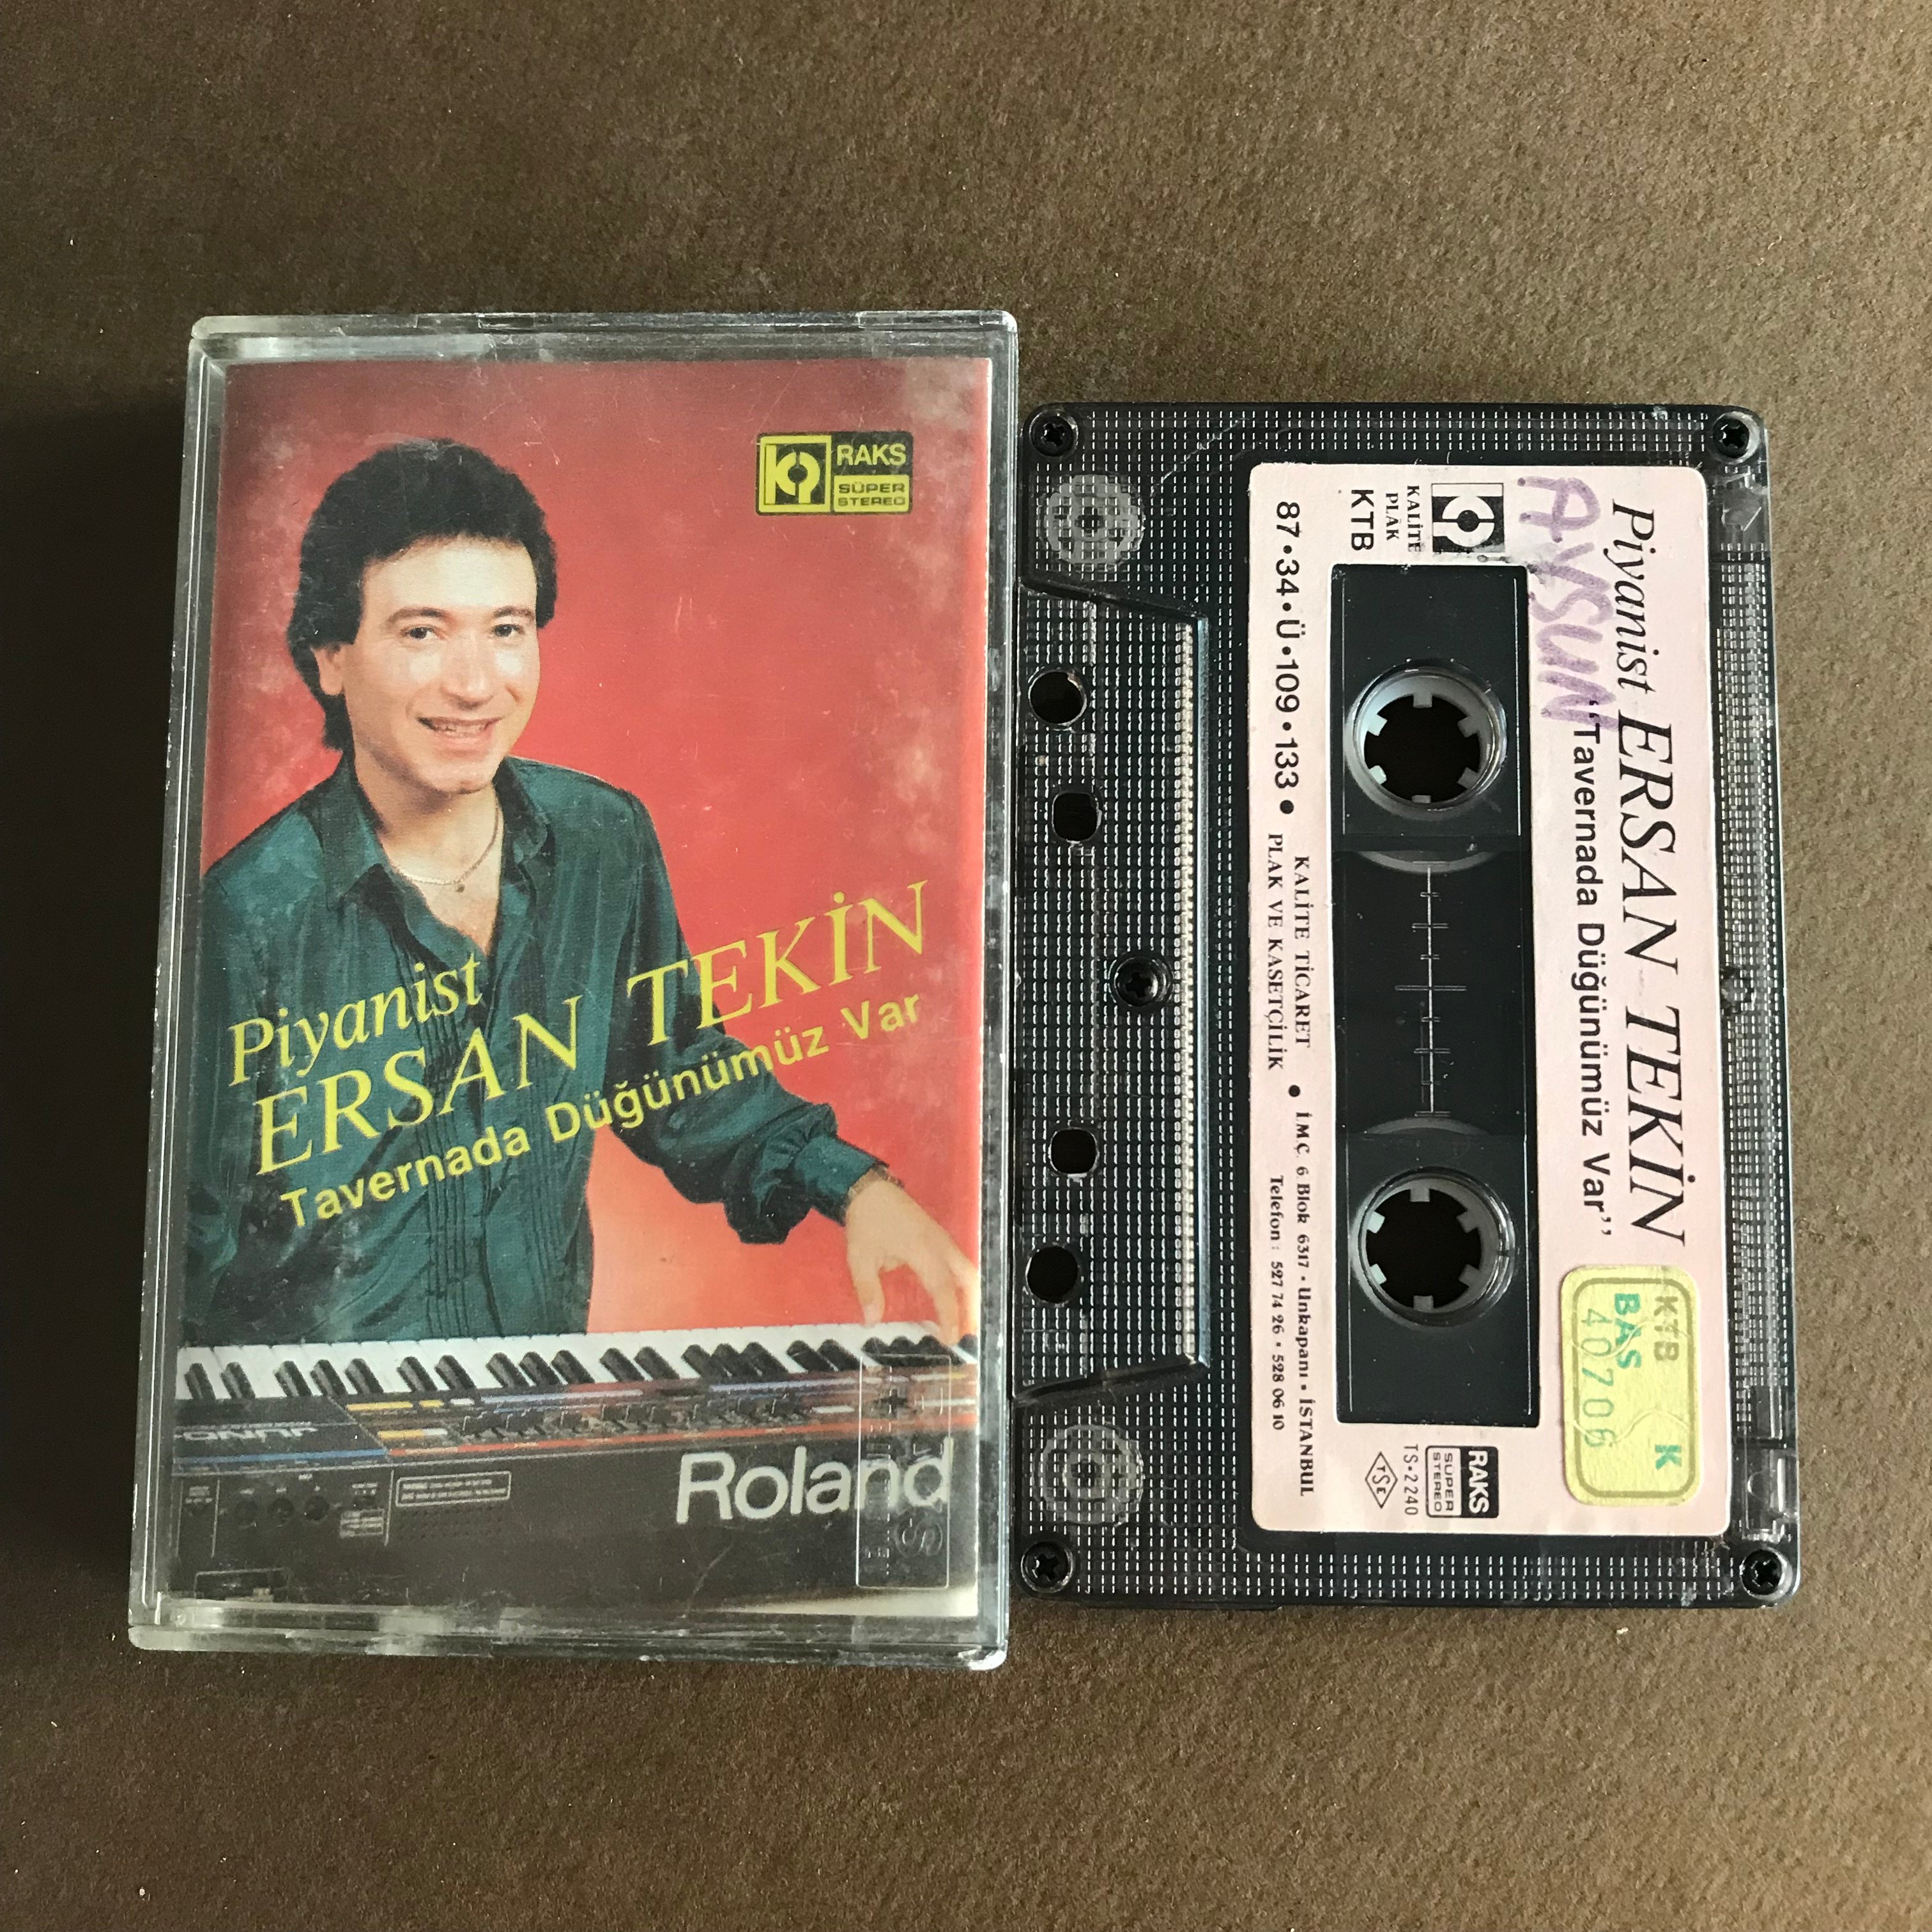 RAKS
SÜPER
STEREO
Piyanist
ERSAN TEKİN
Tavernada Düğünümüz Var
JUNO
Roland
Piyanist ERSAN TEKİN
"Tavernada Düğünümüz Var"
AYSUN
KALİTE
PLAK
KTB
87•34•Ü•109•133 •
KALİTE TİCARET
PLAK VE KASETÇİLİK
• İ.M.Ç. 6 Blok 6317 • Unkapanı • İSTANBUL
Telefon : 527 74 26 • 528 06 10
KTB
BAS K
40706
RAKS
SUPER
STEREO
TS•2240
TSE